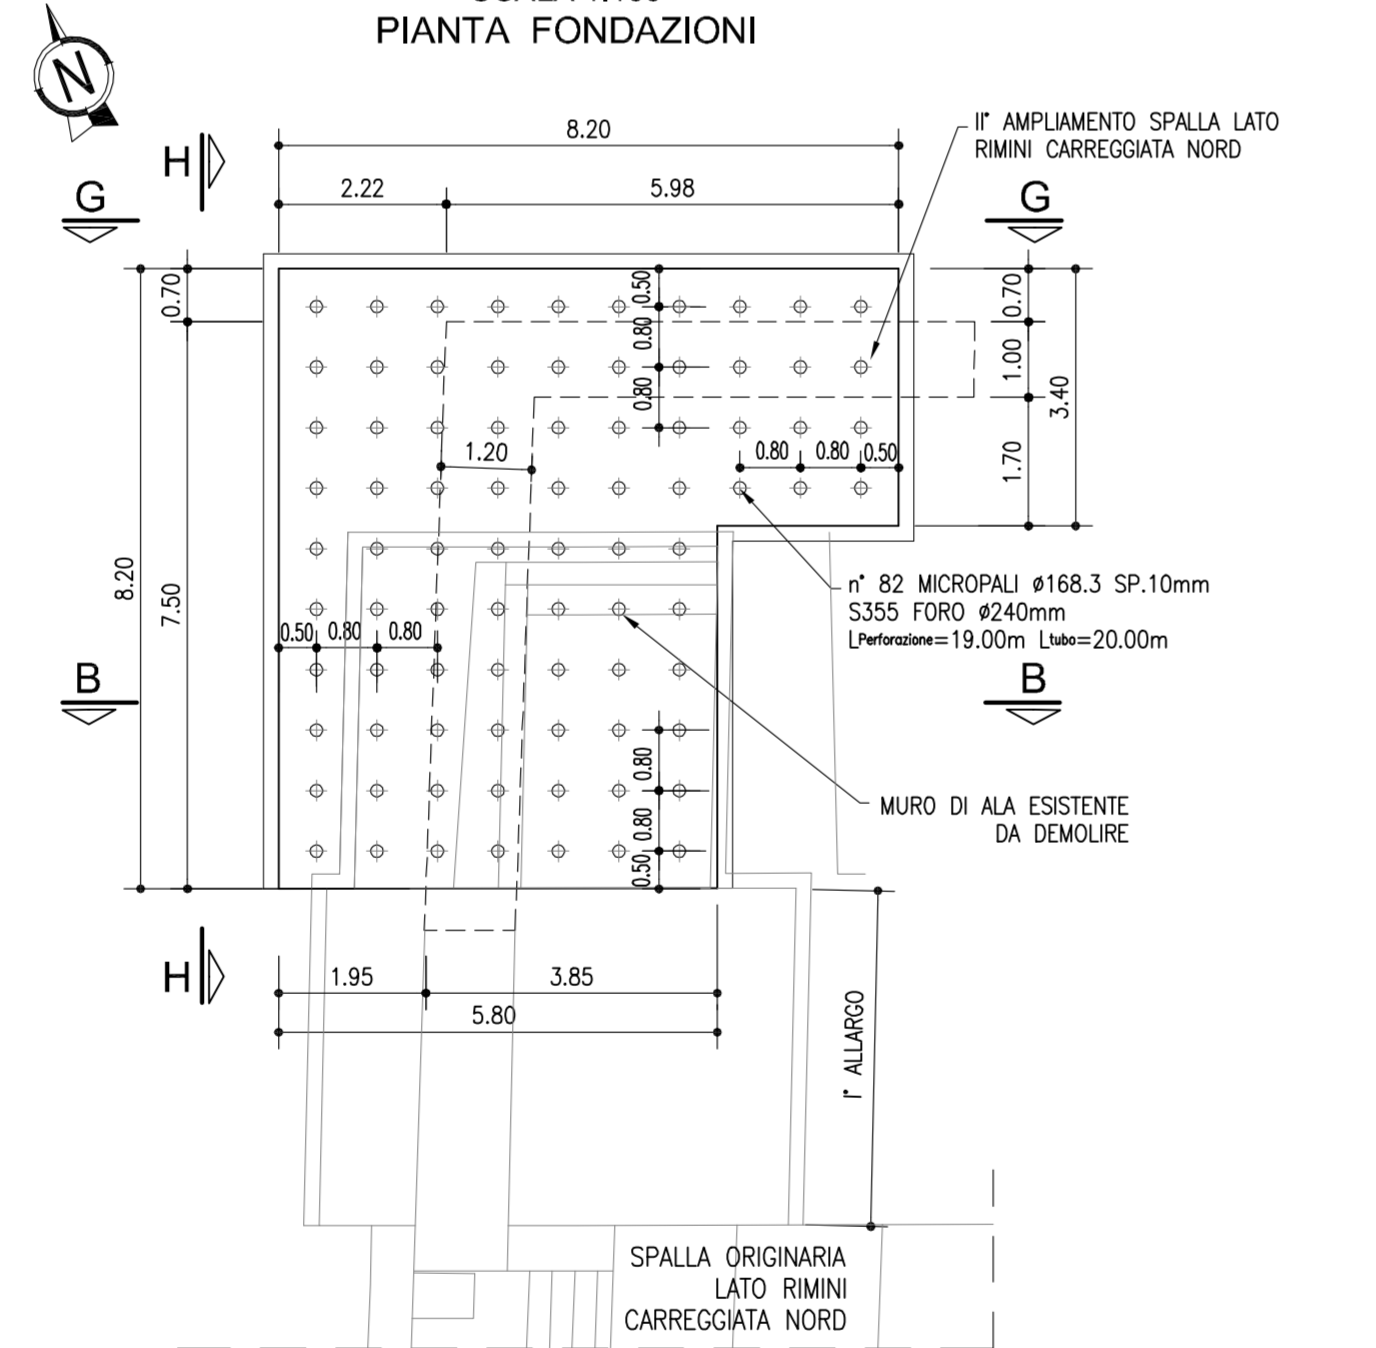 PIANTA FONDAZIONI
N
8.20
II° AMPLIAMENTO SPALLA LATO
RIMINI CARREGGIATA NORD
H
2.22
5.98
G
G
0.70
0.50
0.80
0.80
0.70
1.00
3.40
1.70
1.20
0.80
0.80
0.50
8.20
7.50
n° 82 MICROPALI ø168.3 SP.10mm
S355 FORO ø240mm
LPerforazione=19.00m Ltubo=20.00m
0.50
0.80
0.80
B
B
0.80
0.80
0.50
MURO DI ALA ESISTENTE
DA DEMOLIRE
H
1.95
3.85
5.80
I° ALLARGO
SPALLA ORIGINARIA
LATO RIMINI
CARREGGIATA NORD